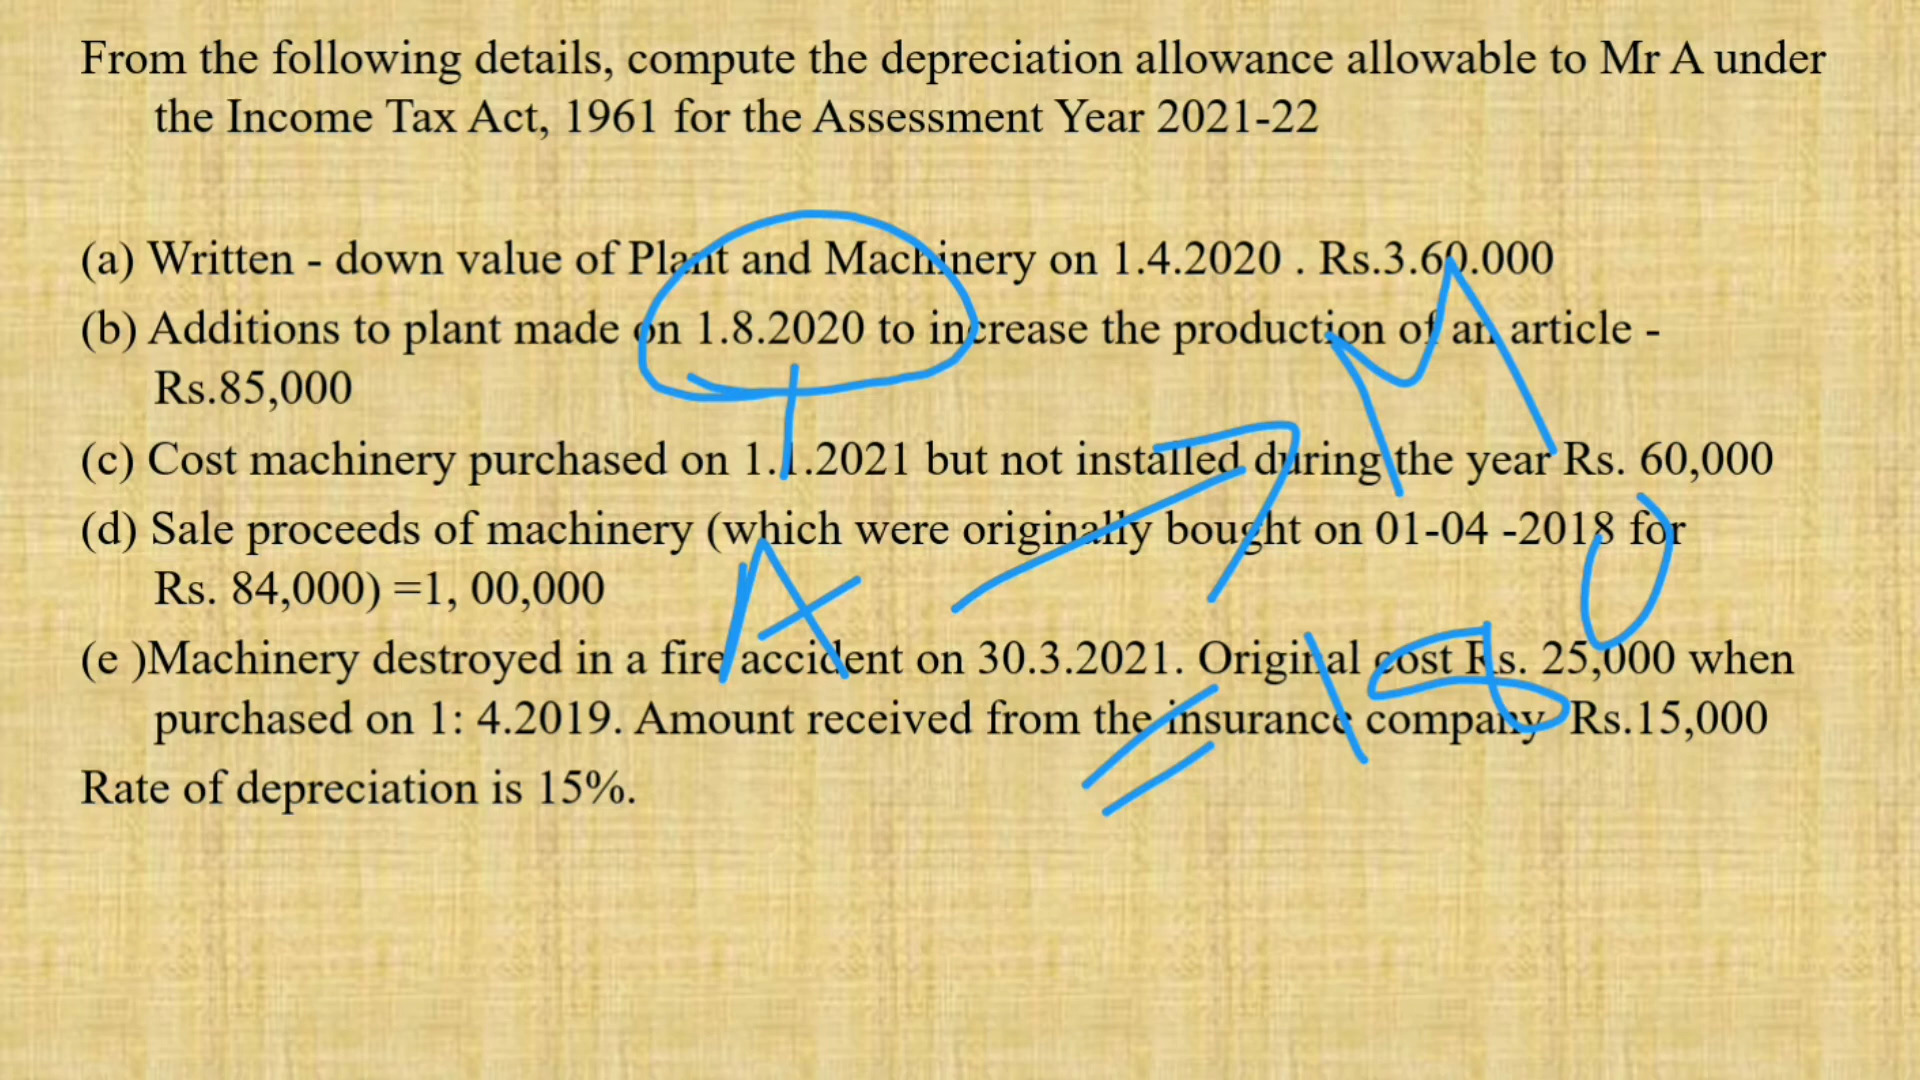 From the following details, compute the depreciation allowance allowable to Mr A under
the Income Tax Act, 1961 for the Assessment Year 2021-22
(a) Written - down value of Plant and Machinery on 1.4.2020 . Rs.3.60.000
(b) Additions to plant made on 1.8.2020 to increase the production of an article -
Rs.85,000
(c) Cost machinery purchased on 1.1.2021 but not installed during the year Rs. 60,000
(d) Sale proceeds of machinery (which were originally bought on 01-04 -2018 for
Rs. 84,000) =1, 00,000
(e )Machinery destroyed in a fire accident on 30.3.2021. Original cost Rs. 25,000 when
purchased on 1: 4.2019. Amount received from the insurance company Rs.15,000
Rate of depreciation is 15%.